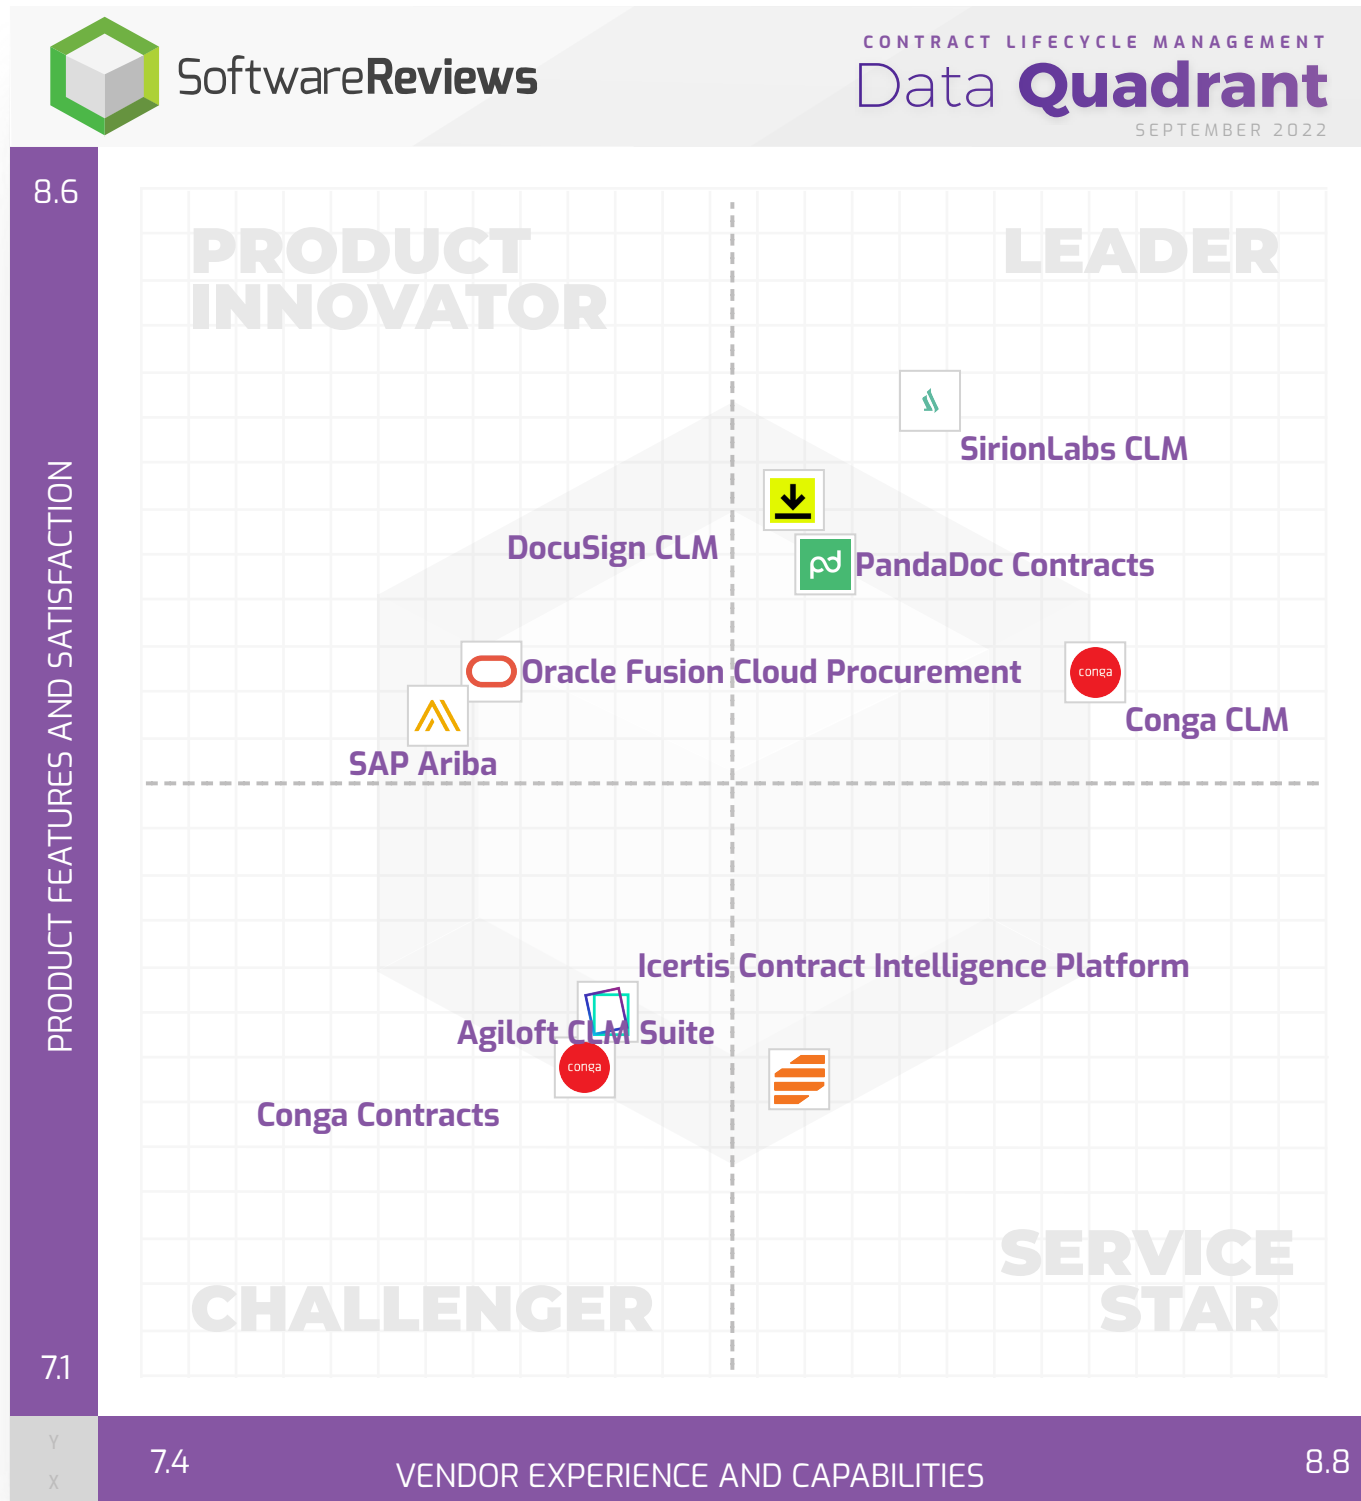 SoftwareReviews
CONTRACT LIFECYCLE MANAGEMENT
Data Quadrant
SEPTEMBER 2022
8.6
PRODUCT FEATURES AND SATISFACTION
7.1
PRODUCT
INNOVATOR
LEADER
SirionLabs CLM
DocuSign CLM
pd
PandaDoc Contracts
Oracle Fusion Cloud Procurement
conga
Conga CLM
SAP Ariba
Icertis Contract Intelligence Platform
Agiloft CLM Suite
conga
Conga Contracts
SERVICE
STAR
CHALLENGER
Y
X
7.4
VENDOR EXPERIENCE AND CAPABILITIES
8.8